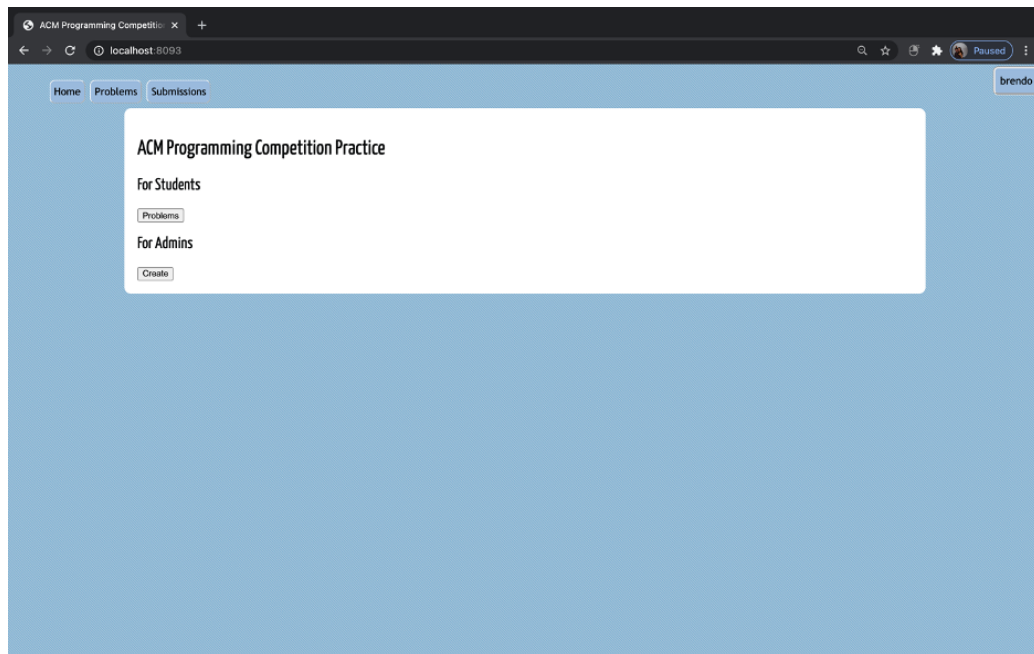 ACM Programming Competitio
localhost:8093
Paused
Home Problems Submissions
brendo
ACM Programming Competition Practice
For Students
Problems
For Admins
Create